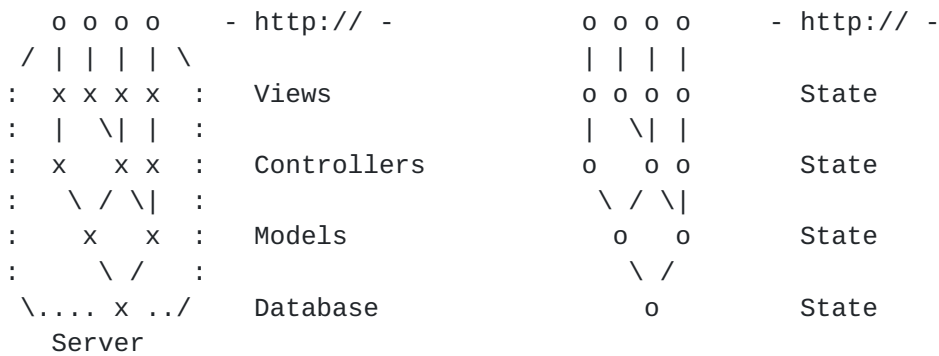 o o o o    - http:// -            o o o o     - http:// -
 / | | | | \                         | | | |
:  x x x x  :   Views                o o o o       State
:  |  \| |  :                        |  \| |
:  x   x x  :   Controllers          o   o o       State
:   \ / \|  :                         \ / \|
:    x   x  :   Models                 o   o       State
:     \ /   :                           \ /
 \.... x ../    Database                 o         State
   Server